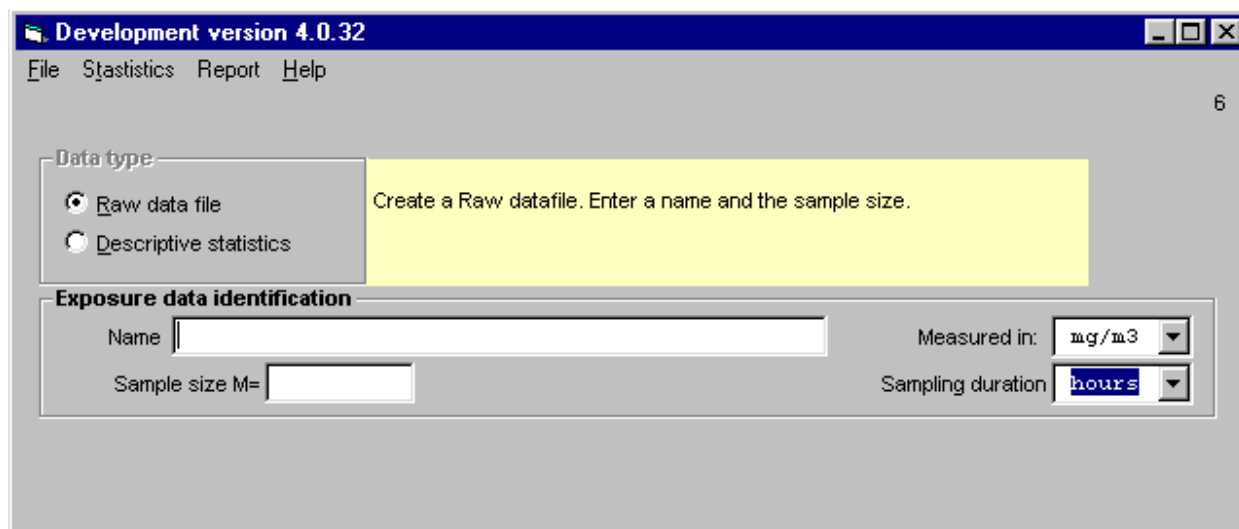 Development version 4.0.32
File Stastistics Report Help
6
Data type
Raw data file
Create a Raw datafile. Enter a name and the sample size.
Descriptive statistics
Exposure data identification
Name Measured in: mg/m3
Sample size M= Sampling duration hours